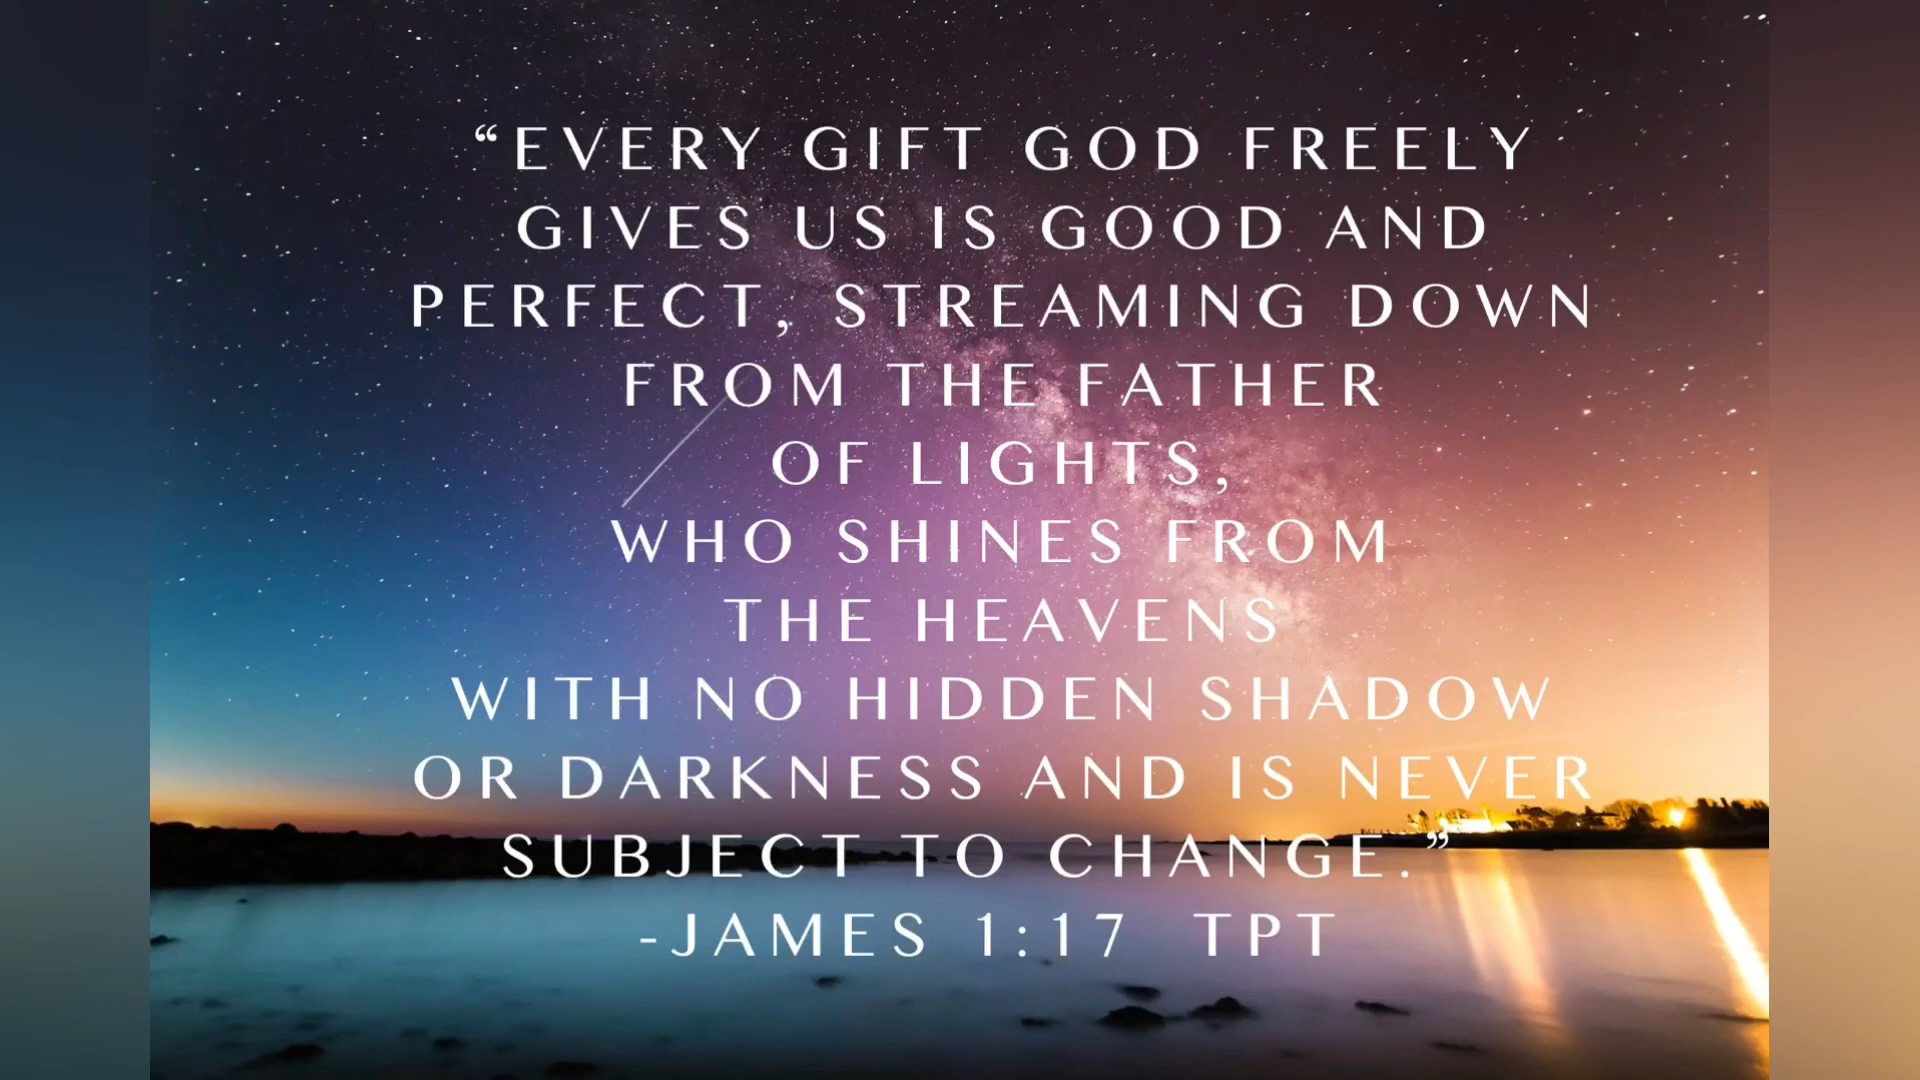 “EVERY GIFT GOD FREELY
GIVES US IS GOOD AND
PERFECT, STREAMING DOWN
FROM THE FATHER
OF LIGHTS,
WHO SHINES FROM
THE HEAVENS
WITH NO HIDDEN SHADOW
OR DARKNESS AND IS NEVER
SUBJECT TO CHANGE.”
-JAMES 1:17 TPT